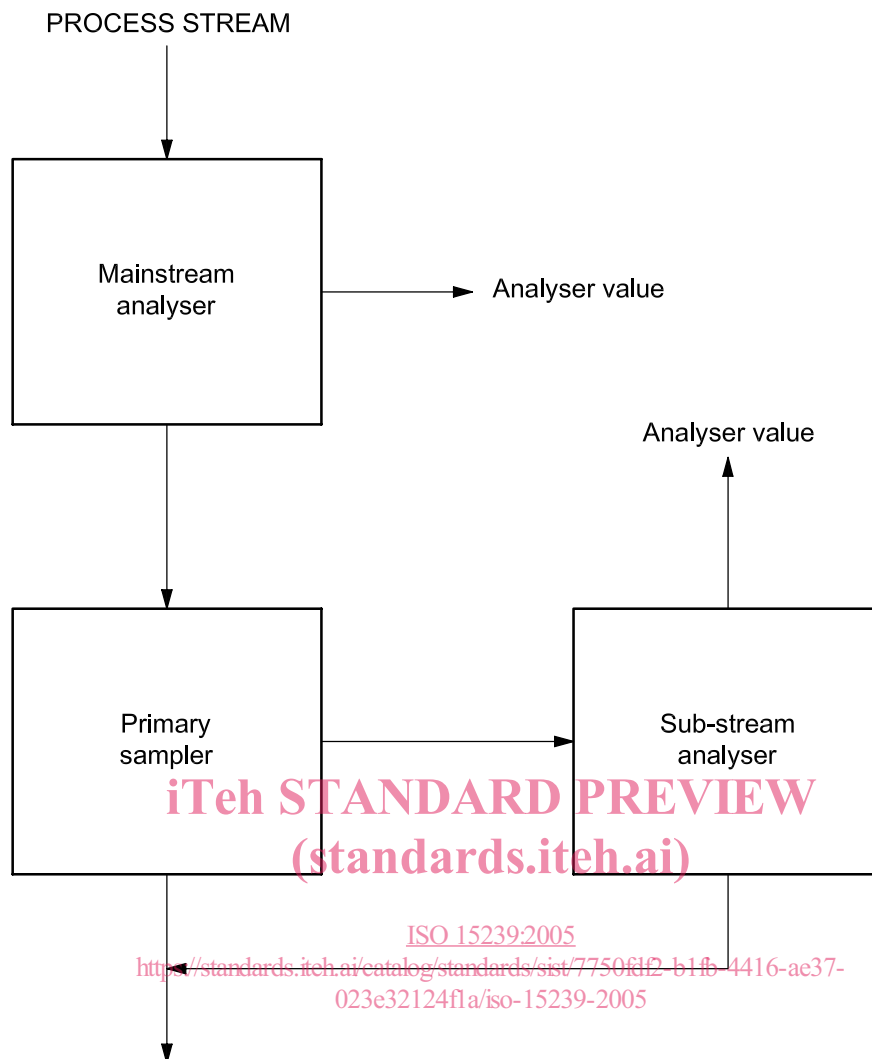 PROCESS STREAM
Mainstream
analyser
Analyser value
Analyser value
Primary
sampler
Sub-stream
analyser
iTeh STANDARD PREVIEW
(standards.iteh.ai)
ISO 15239:2005
https://standards.iteh.ai/catalog/standards/sist/7750fdf2-b1fb-4416-ae37-
023e32124f1a/iso-15239-2005